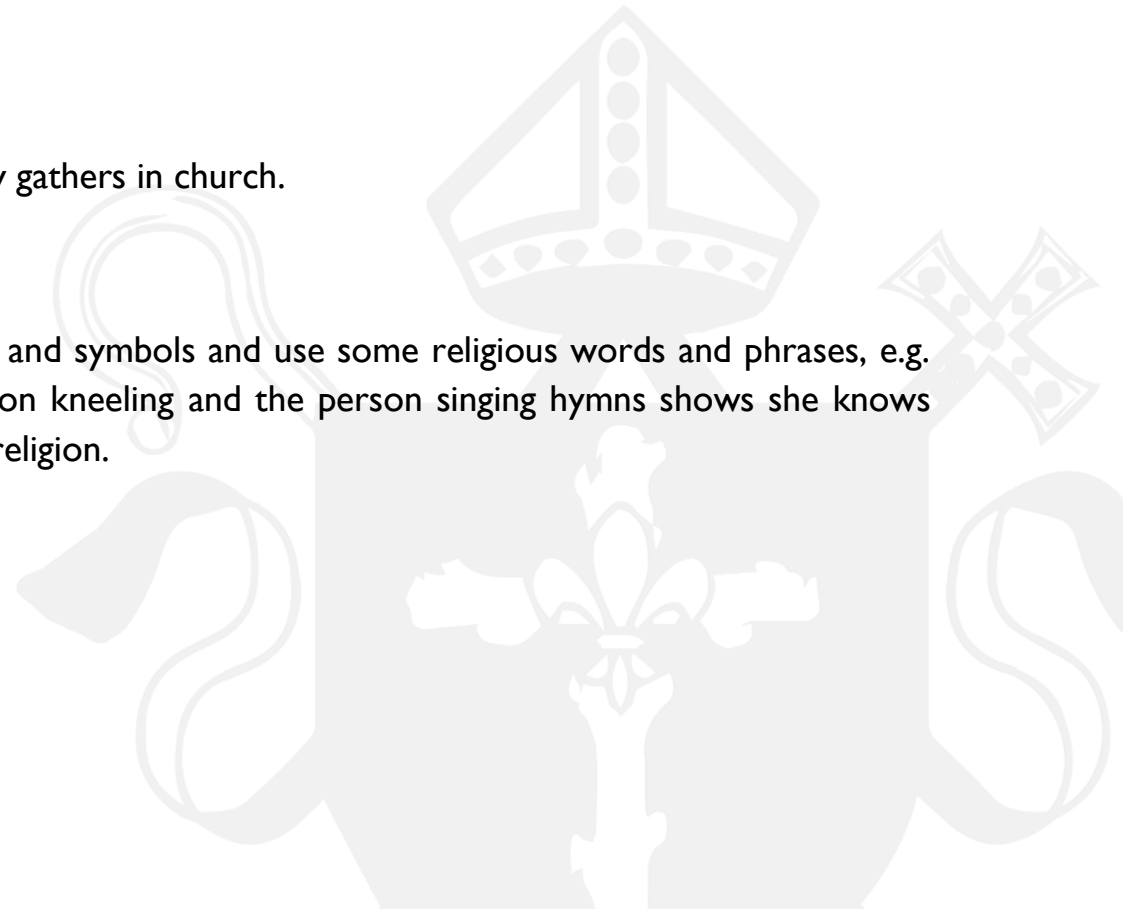 gathers in church.
and symbols and use some religious words and phrases, e.g.
on kneeling and the person singing hymns shows she knows
religion.